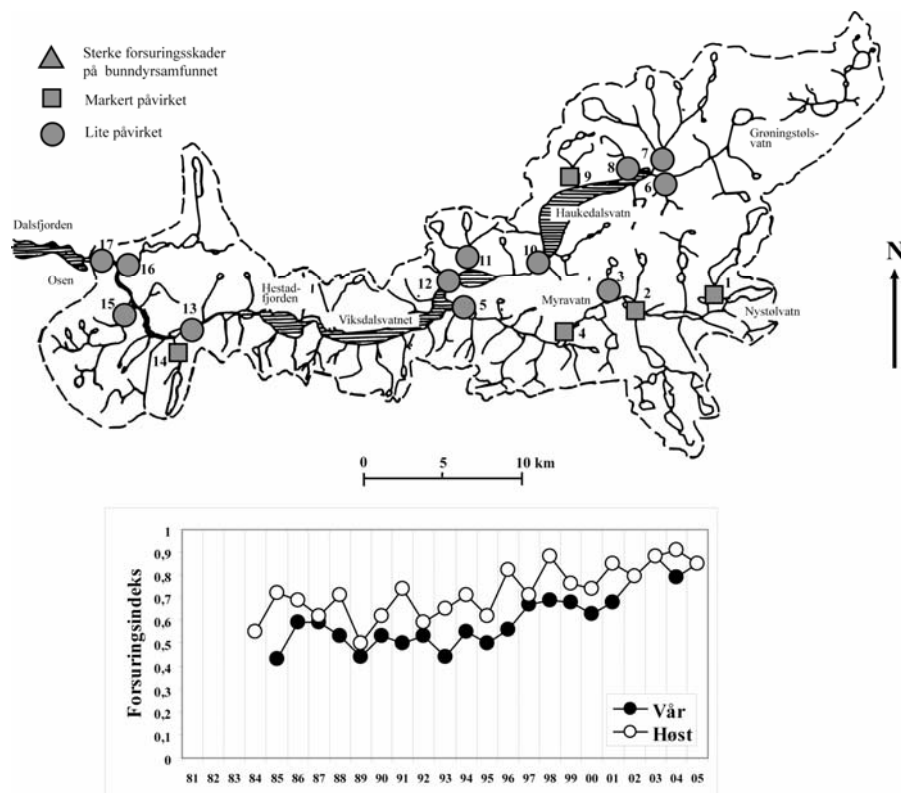 Sterke forsuringsskader
på bunndyrsamfunnet
Markert påvirket
Lite påvirket
Grøningstøls-
vatn
7
8
9
6
Haukedalsvatn
Dalsfjorden
17
16
Osen
11
10
N
12
3
1
Hestad-
fjorden
Myravatn
2
15
13
5
Viksdalsvatnet
4
Nystølvatn
14
0 5 10 km
Forsuringsindeks
1
0,9
0,8
0,7
0,6
0,5
0,4
0,3
0,2
0,1
0
Vår
Høst
81 82 83 84 85 86 87 88 89 90 91 92 93 94 95 96 97 98 99 00 01 02 03 04 05